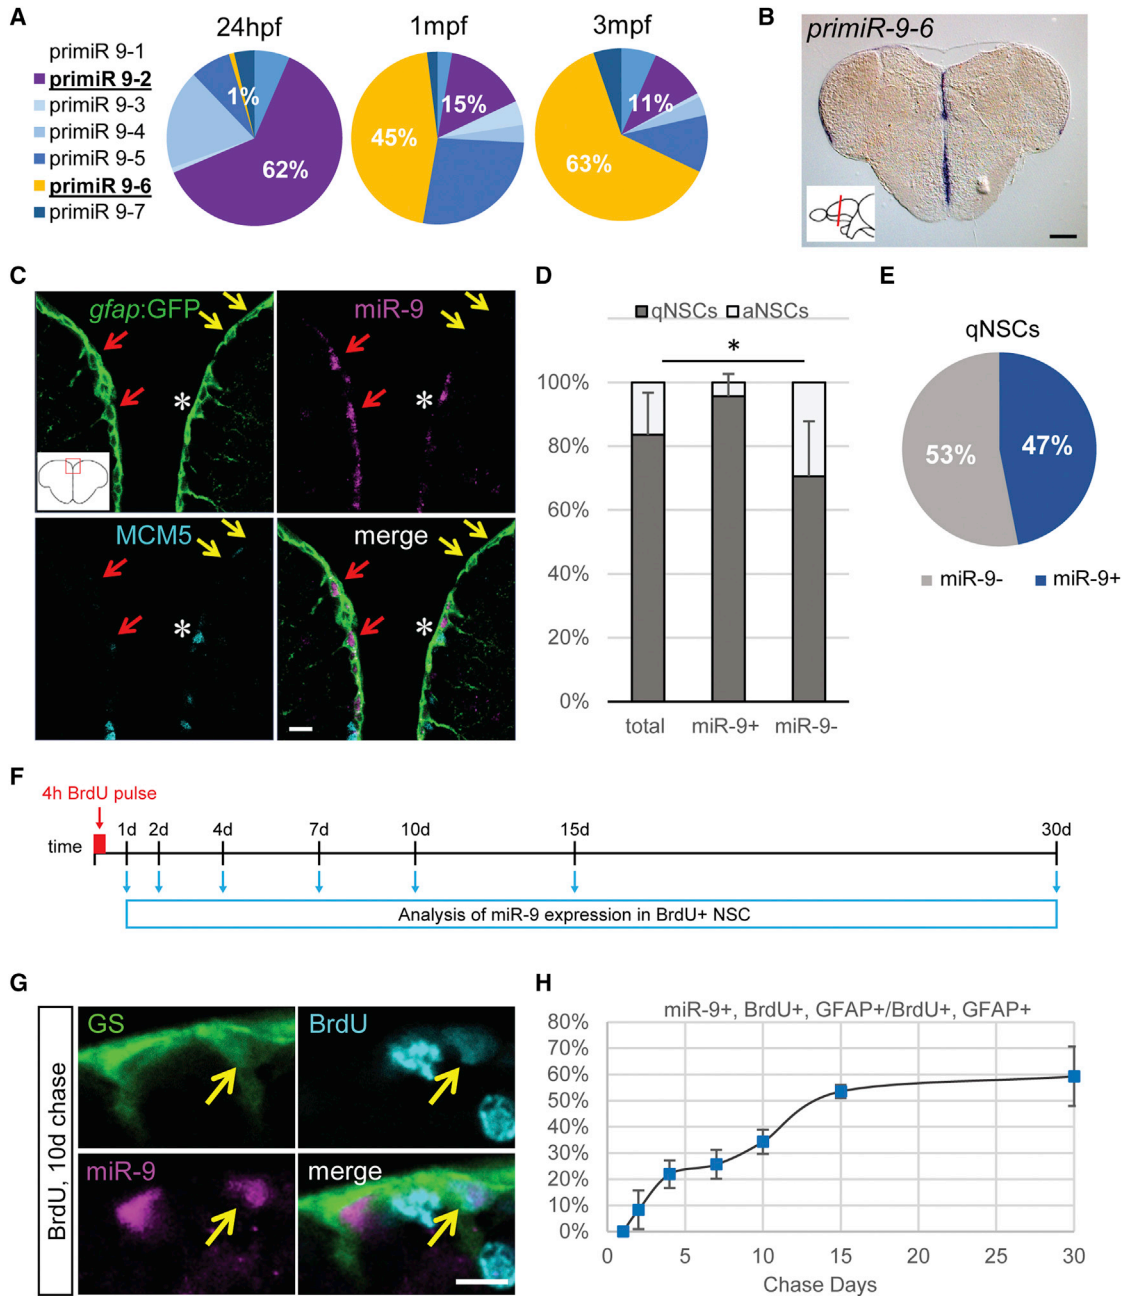 A
24hpf
1mpf
3mpf
primiR 9-1
primiR 9-2
primiR 9-3
primiR 9-4
primiR 9-5
primiR 9-6
primiR 9-7
1%
62%
15%
45%
11%
63%
B
primiR-9-6
C
gfap:GFP
miR-9
*
*
MCM5
merge
*
*
D
qNSCs
aNSCs
*
100%
80%
60%
40%
20%
0%
total
miR-9+
miR-9-
E
qNSCs
53%
47%
miR-9-
miR-9+
F
4h BrdU pulse
time
1d
2d
4d
7d
10d
15d
30d
Analysis of miR-9 expression in BrdU+ NSC
G
BrdU, 10d chase
GS
BrdU
miR-9
merge
H
miR-9+, BrdU+, GFAP+/BrdU+, GFAP+
80%
70%
60%
50%
40%
30%
20%
10%
0%
0
5
10
15
20
25
30
Chase Days